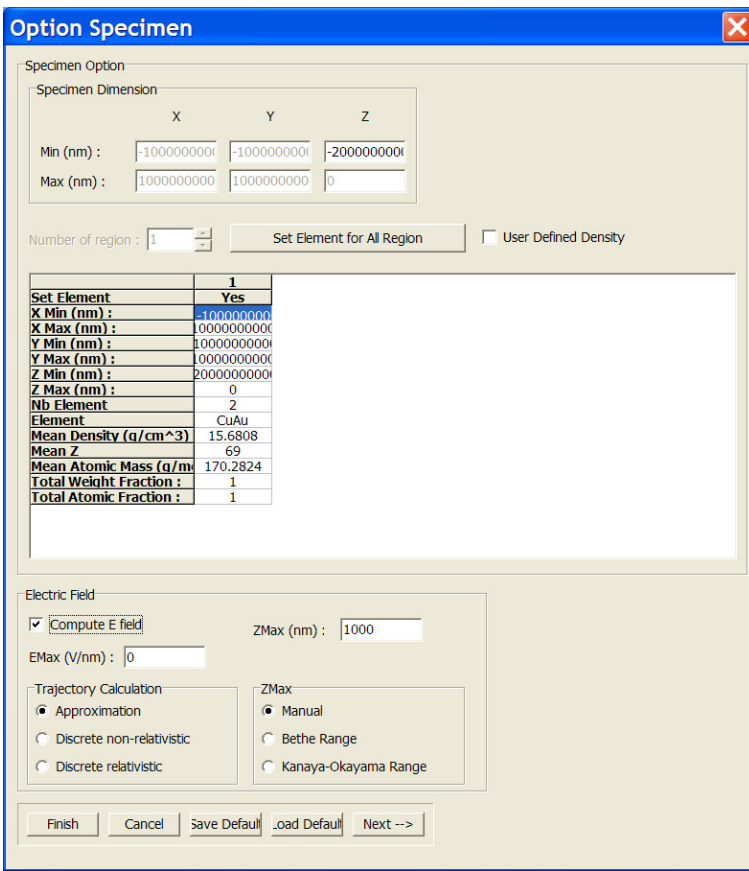 Option Specimen
Specimen Option
Specimen Dimension
X Y Z
Min (nm) : -1000000000 -1000000000 -2000000000
Max (nm) : 1000000000 1000000000 0
Number of region : 1 Set Element for All Region User Defined Density
1
Set Element Yes
X Min (nm) : -100000000
X Max (nm) : 10000000000
Y Min (nm) : 1000000000
Y Max (nm) : 10000000000
Z Min (nm) : 2000000000
Z Max (nm) : 0
Nb Element 2
Element CuAu
Mean Density (g/cm^3) 15.6808
Mean Z 69
Mean Atomic Mass (g/m 170.2824
Total Weight Fraction : 1
Total Atomic Fraction : 1
Electric Field
Compute E field ZMax (nm) : 1000
EMax (V/nm) : 0
Trajectory Calculation ZMax
Approximation Manual
Discrete non-relativistic Bethe Range
Discrete relativistic Kanaya-Okayama Range
Finish Cancel Save Default Load Default Next -->